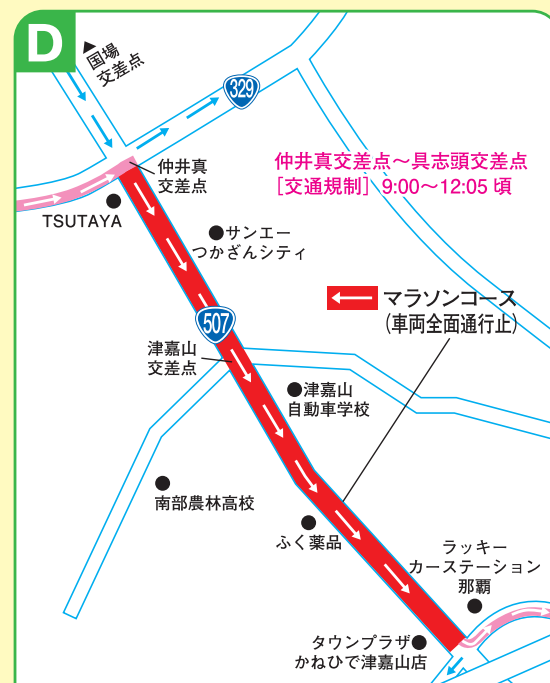 D
▲国場
交差点
329
仲井真
交差点
仲井真交差点〜具志頭交差点
[交通規制] 9:00〜12:05 頃
TSUTAYA
サンエー
つかざんシティ
マラソンコース
(車両全面通行止)
507
津嘉山
交差点
津嘉山
自動車学校
南部農林高校
ふく薬品
ラッキー
カーステーション
那覇
タウンプラザ
かねひで津嘉山店